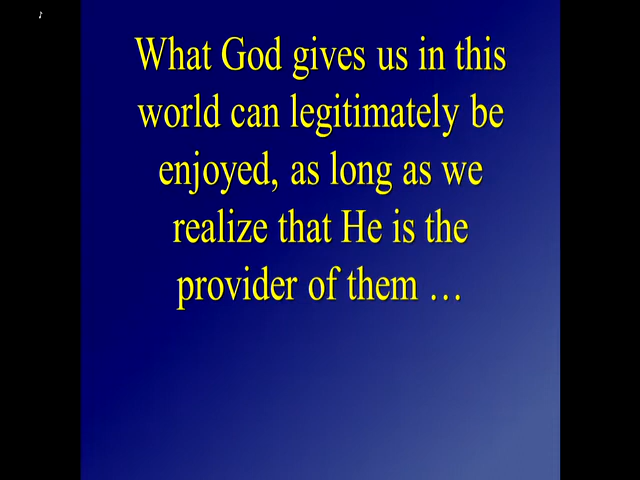 What God gives us in this
world can legitimately be
enjoyed, as long as we
realize that He is the
provider of them …